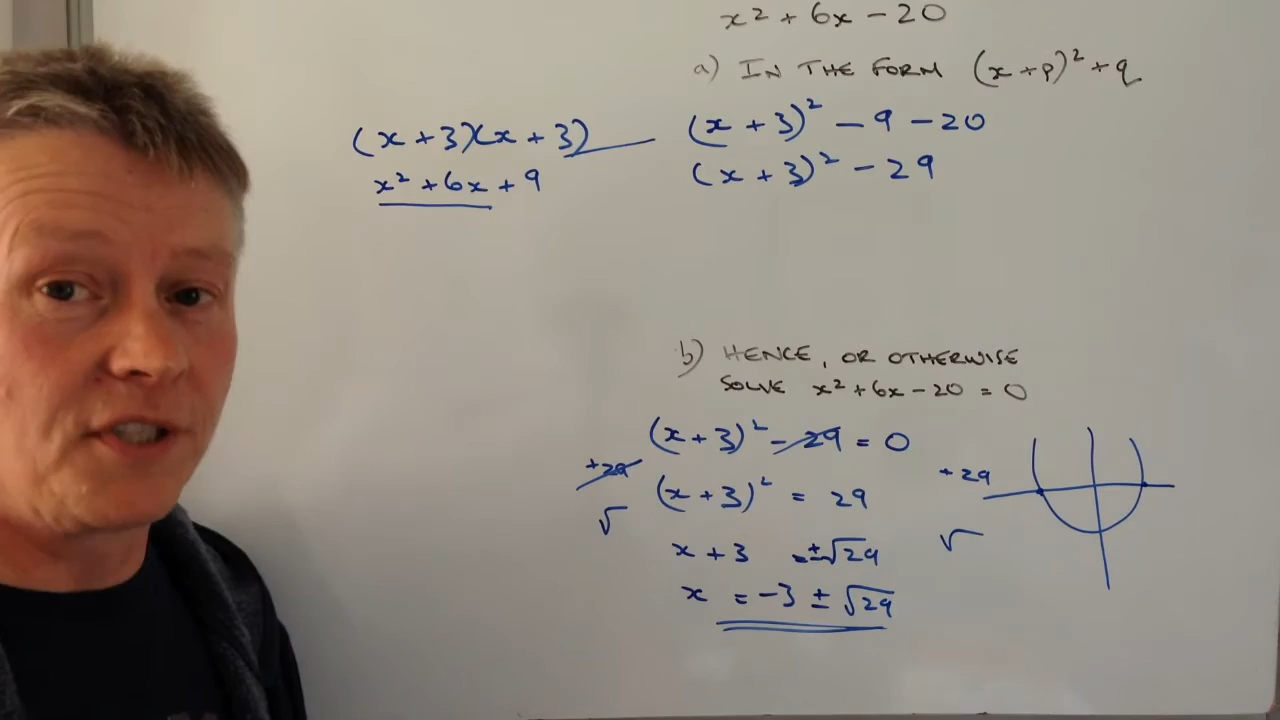 x² + 6x - 20
a) IN THE FORM (x + p)² + q
(x + 3)(x + 3)
x² + 6x + 9
(x + 3)² - 9 - 20
(x + 3)² - 29
b) HENCE, OR OTHERWISE
SOLVE x² + 6x - 20 = 0
(x + 3)² - 29 = 0
+29 (x + 3)² = 29 +29
√ x + 3 = ±√29 √
x = -3 ± √29